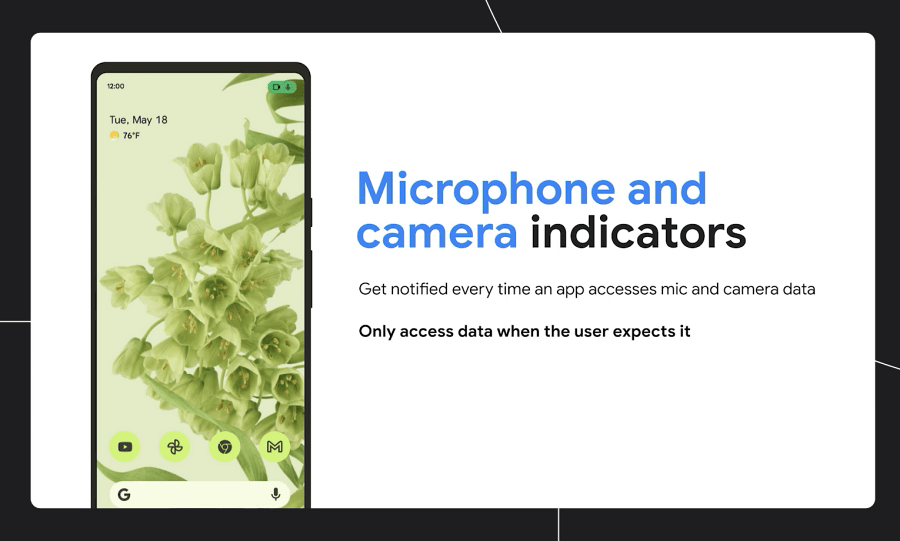 12:00
Tue, May 18
76°F
G
Microphone and
camera indicators
Get notified every time an app accesses mic and camera data
Only access data when the user expects it